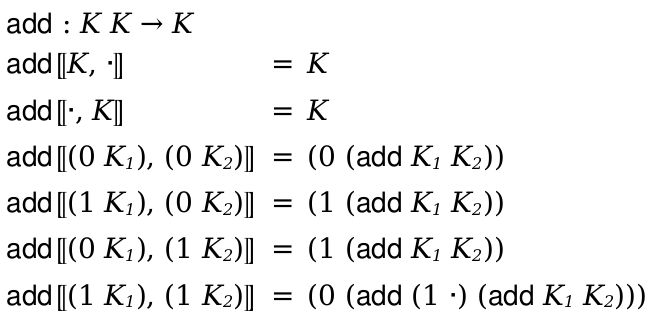 add : K K → K
add⟦K, ·⟧ = K
add⟦·, K⟧ = K
add⟦(0 K₁), (0 K₂)⟧ = (0 (add K₁ K₂))
add⟦(1 K₁), (0 K₂)⟧ = (1 (add K₁ K₂))
add⟦(0 K₁), (1 K₂)⟧ = (1 (add K₁ K₂))
add⟦(1 K₁), (1 K₂)⟧ = (0 (add (1 ·) (add K₁ K₂)))